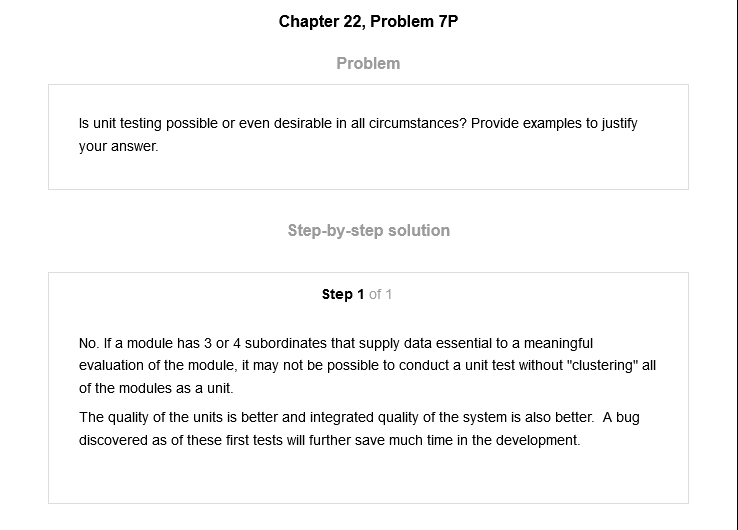 Chapter 22, Problem 7P
Problem
Is unit testing possible or even desirable in all circumstances? Provide examples to justify
your answer.
Step-by-step solution
Step 1 of 1
No. If a module has 3 or 4 subordinates that supply data essential to a meaningful
evaluation of the module, it may not be possible to conduct a unit test without "clustering" all
of the modules as a unit.
The quality of the units is better and integrated quality of the system is also better.  A bug
discovered as of these first tests will further save much time in the development.